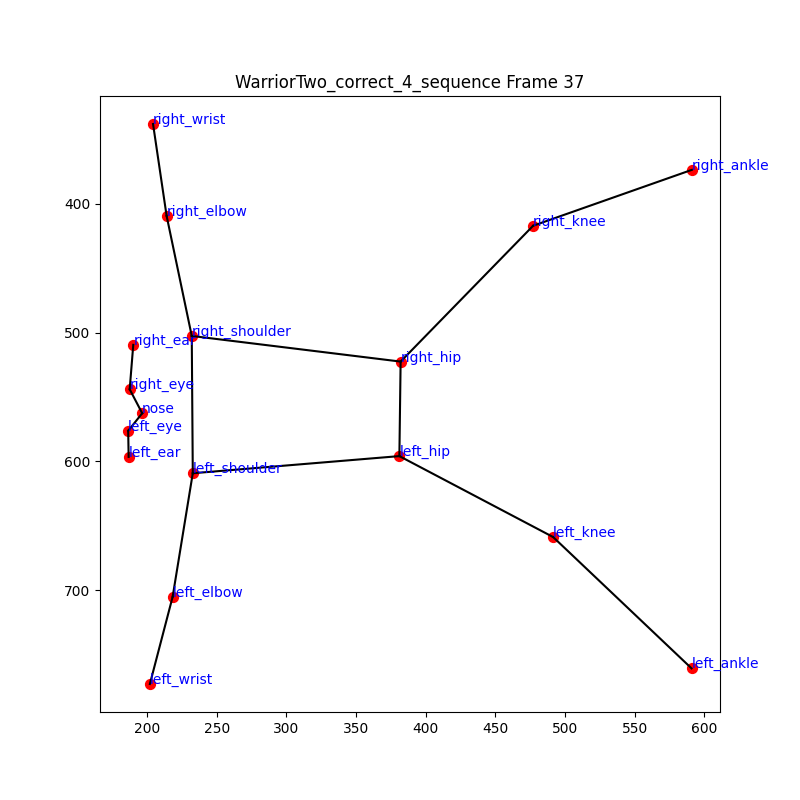 WarriorTwo_correct_4_sequence Frame 37
right_wrist
right_ankle
right_elbow
right_knee
400
right_shoulder
500
right_ear
right_hip
right_eye
nose
left_eye
left_ear
left_hip
600
left_shoulder
left_knee
left_elbow
700
left_ankle
left_wrist
200 250 300 350 400 450 500 550 600